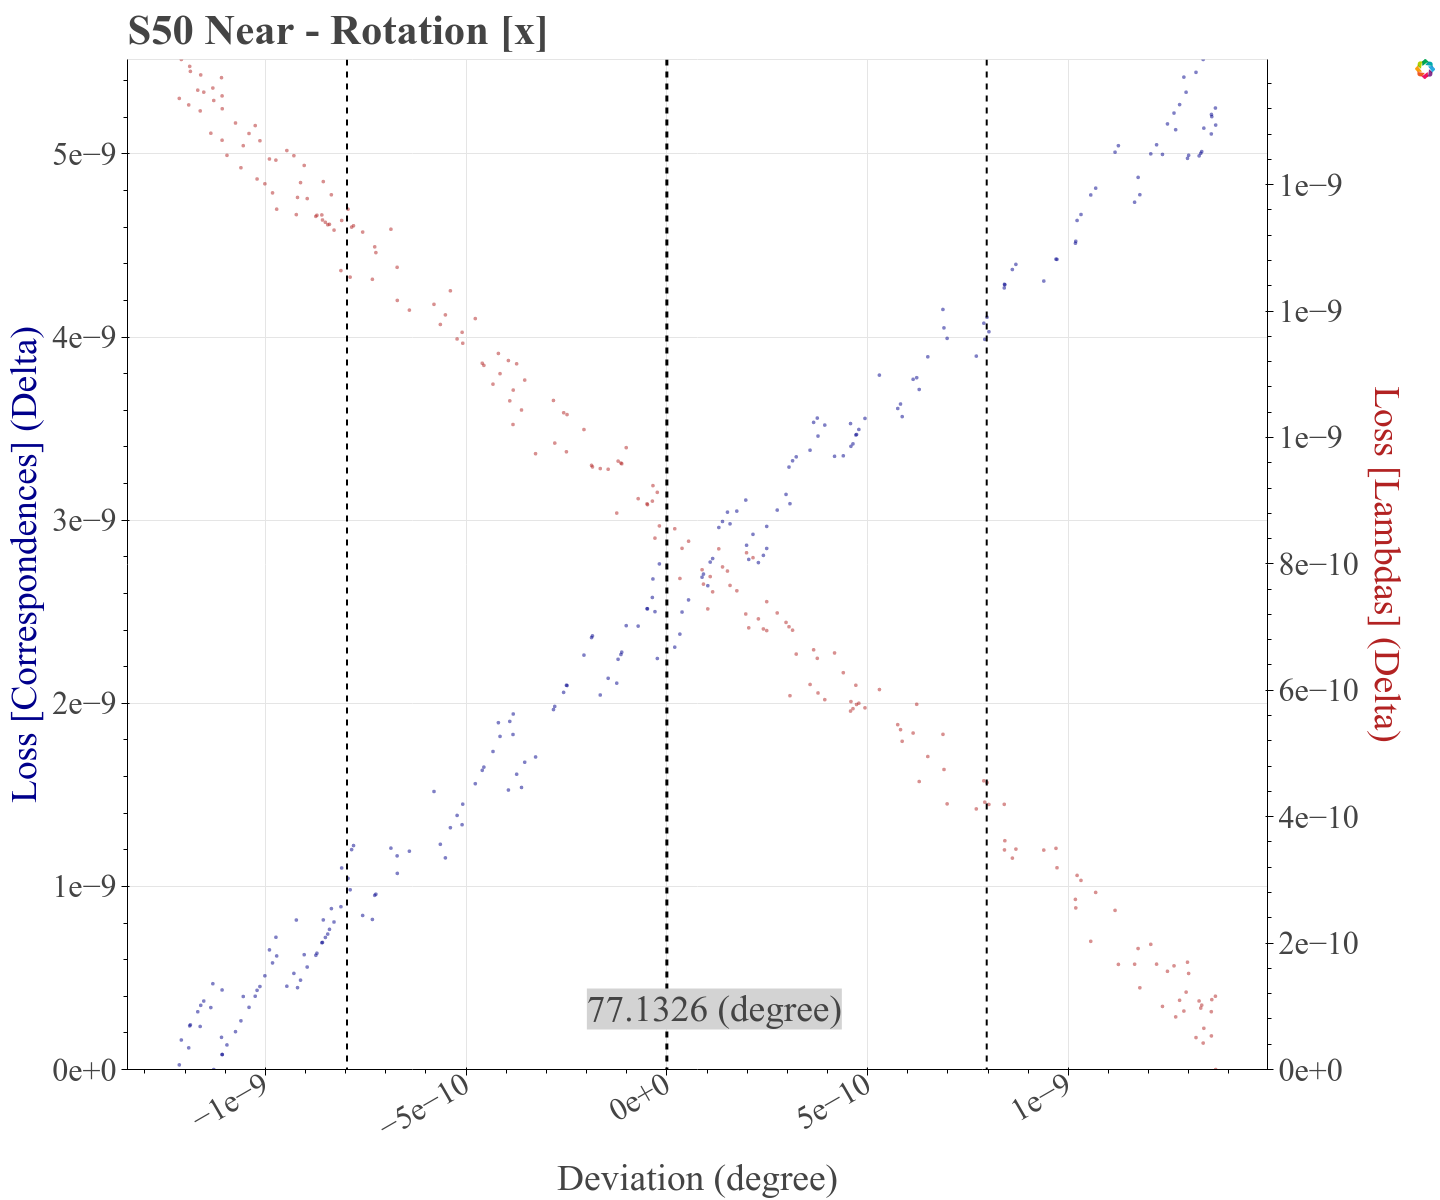 S50 Near - Rotation [x]
Loss [Correspondences] (Delta)
5e−9
4e−9
3e−9
2e−9
1e−9
0e+0
1e−9
1e−9
1e−9
8e−10
6e−10
4e−10
2e−10
0e+0
Loss [Lambdas] (Delta)
77.1326 (degree)
−1e−9
−5e−10
0e+0
5e−10
1e−9
Deviation (degree)